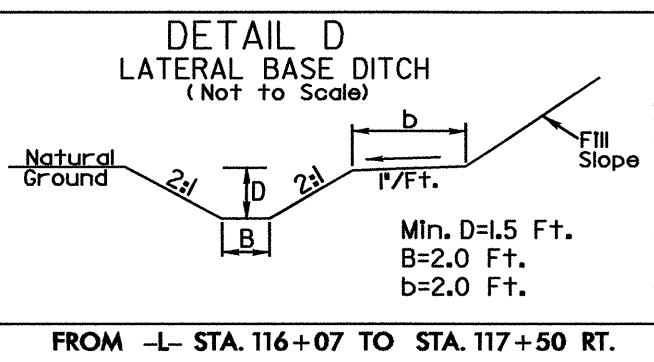 DETAIL D
LATERAL BASE DITCH
(Not to Scale)
b
Natural
Ground
2:1
D
2:1
1"/Ft.
Fill
Slope
B
Min. D=1.5 Ft.
B=2.0 Ft.
b=2.0 Ft.
FROM -L- STA. 116+07 TO STA. 117+50 RT.